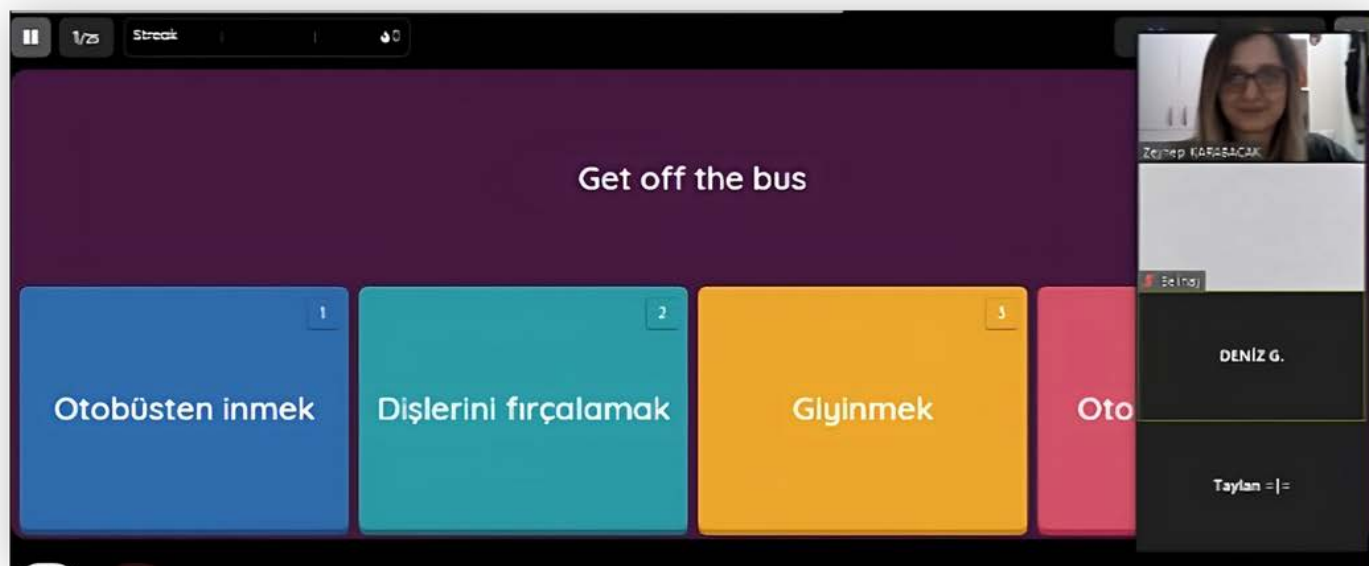 1/25
Streak
Get off the bus
1
Otobüsten inmek
2
Dişlerini fırçalamak
3
Giyinmek
Oto
Zeynep KARABACAK
Belinay
DENİZ G.
Taylan =|=